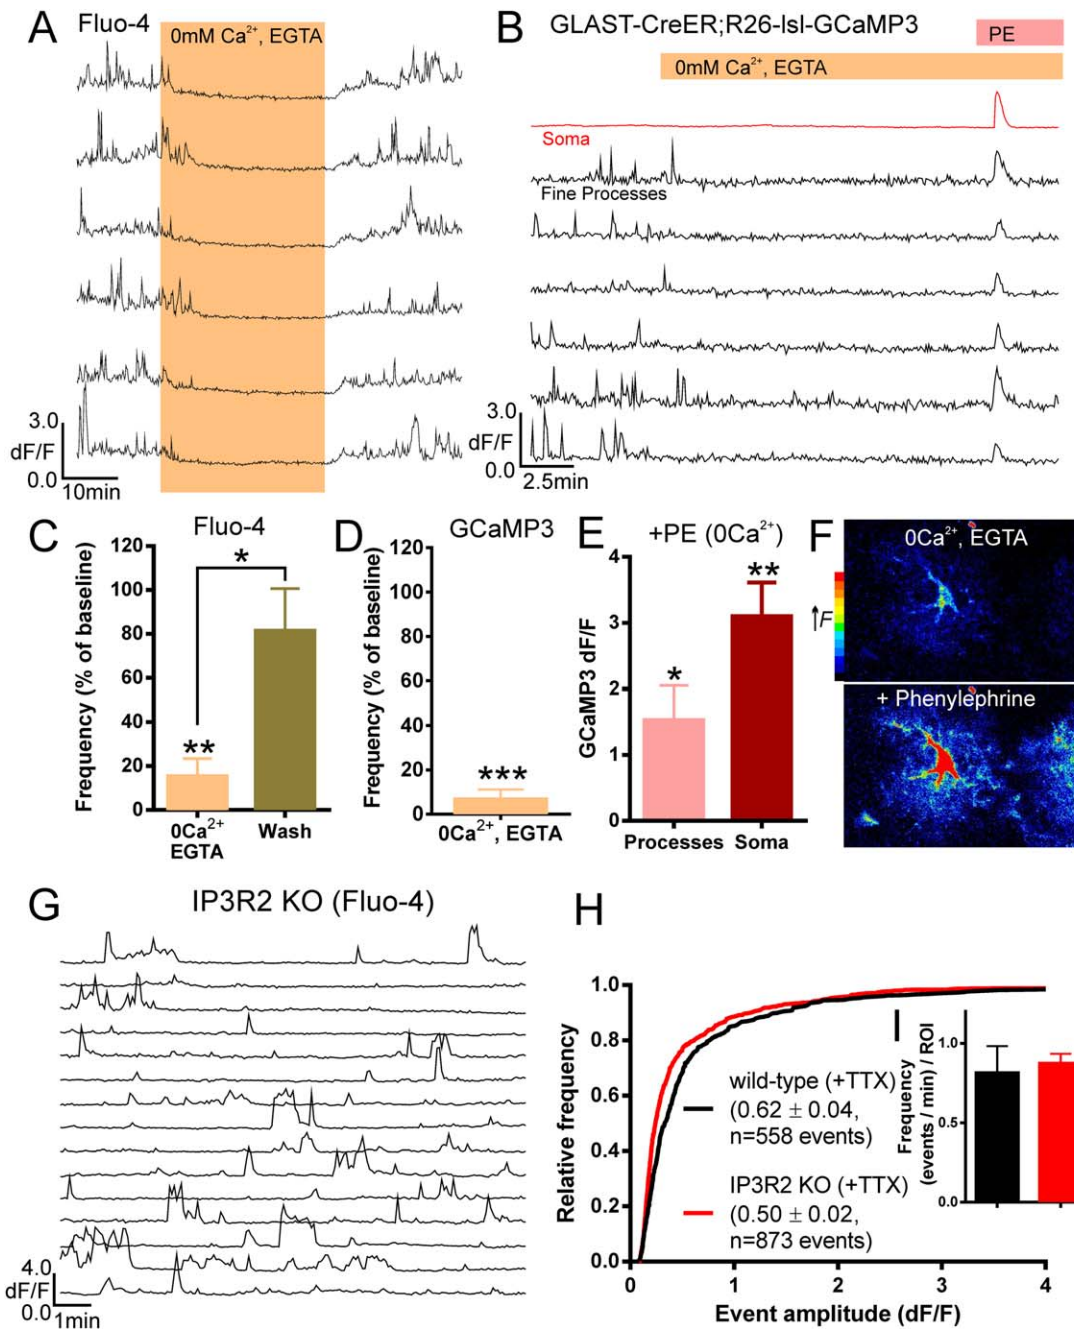 A
Fluo-4
0mM Ca²⁺, EGTA
3.0
dF/F
0.0
10min
B
GLAST-CreER;R26-lsl-GCaMP3
PE
0mM Ca²⁺, EGTA
Soma
Fine Processes
3.0
dF/F
0.0
2.5min
C
Fluo-4
Frequency (% of baseline)
120
100
80
60
40
20
0
*
**
0Ca²⁺
EGTA
Wash
D
GCaMP3
Frequency (% of baseline)
120
100
80
60
40
20
0
***
0Ca²⁺, EGTA
E
+PE (0Ca²⁺)
GCaMP3 dF/F
4
3
2
1
0
*
**
Processes
Soma
F
↑F
0Ca²⁺, EGTA
+ Phenylephrine
G
IP3R2 KO (Fluo-4)
4.0
dF/F
0.0
1min
H
Relative frequency
1.0
0.8
0.6
0.4
0.2
0.0
0
1
2
3
4
Event amplitude (dF/F)
wild-type (+TTX)
(0.62 ± 0.04,
n=558 events)
IP3R2 KO (+TTX)
(0.50 ± 0.02,
n=873 events)
I
Frequency
(events / min) / ROI
1.0
0.5
0.0